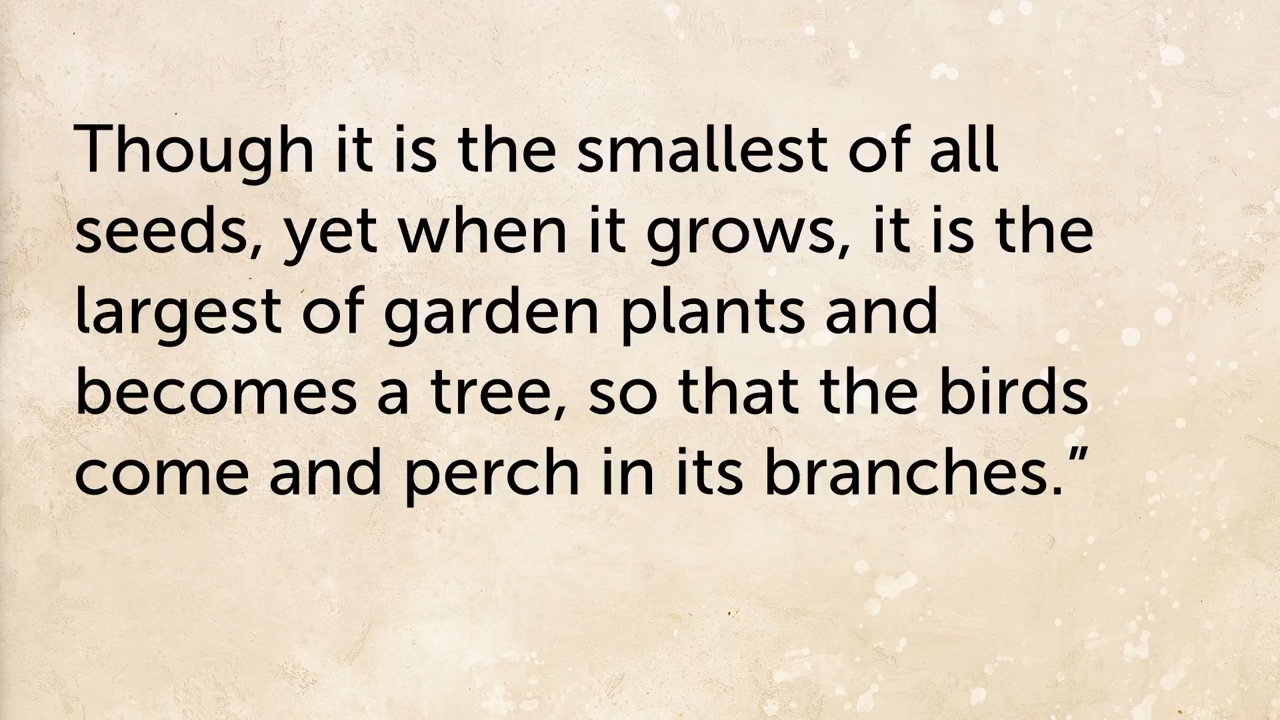 Though it is the smallest of all
seeds, yet when it grows, it is the
largest of garden plants and
becomes a tree, so that the birds
come and perch in its branches.”